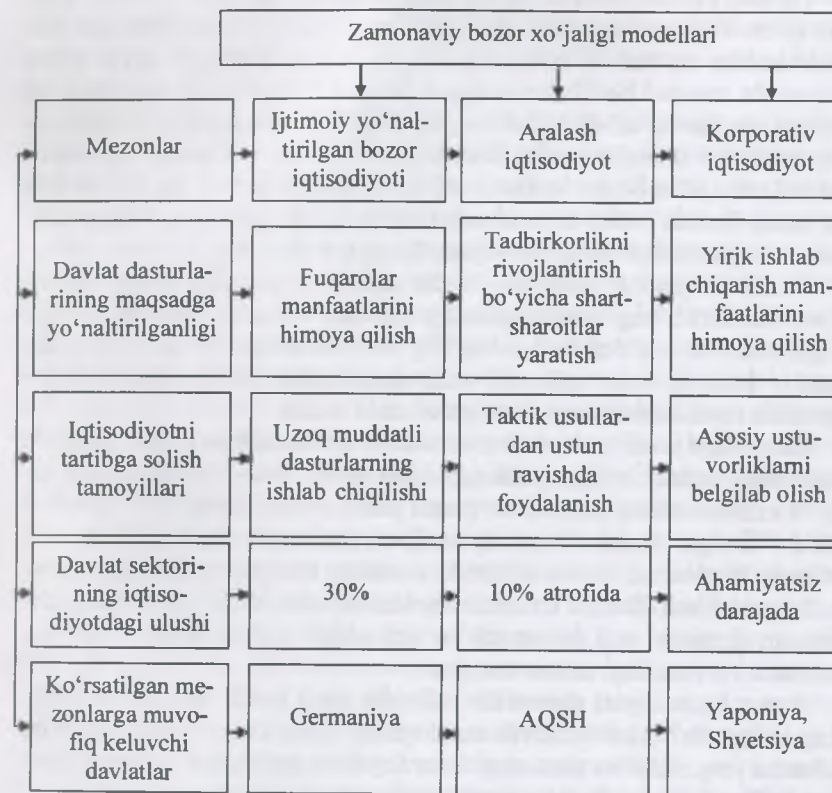 Zamonaviy bozor xo‘jaligi modellari
Mezonlar
Ijtimoiy yo‘nal-
tirilgan bozor
iqtisodiyoti
Aralash
iqtisodiyot
Korporativ
iqtisodiyot
Davlat dasturla-
rining maqsadga
yo‘naltirilganligi
Fuqarolar
manfaatlarini
himoya qilish
Tadbirkorlikni
rivojlantirish
bo‘yicha shart-
sharoitlar
yaratish
Yirik ishlab
chiqarish man-
faatlarini
himoya qilish
Iqtisodiyotni
tartibga solish
tamoyillari
Uzoq muddatli
dasturlarning
ishlab chiqilishi
Taktik usullar-
dan ustun
ravishda
foydalanish
Asosiy ustu-
vorliklarni
belgilab olish
Davlat sektori-
ning iqtiso-
diyotdagi ulushi
30%
10% atrofida
Ahamiyatsiz
darajada
Ko‘rsatilgan me-
zonlarga muvo-
fiq keluvchi
davlatlar
Germaniya
AQSH
Yaponiya,
Shvetsiya